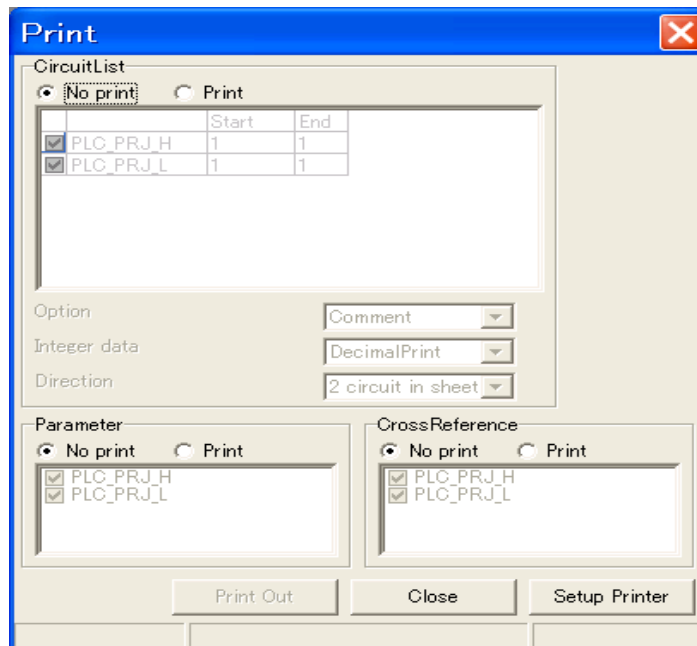 Print
CircuitList
No print Print
Start End
PLC_PRJ_H 1 1
PLC_PRJ_L 1 1
Option Comment
Integer data DecimalPrint
Direction 2 circuit in sheet
Parameter CrossReference
No print Print No print Print
PLC_PRJ_H PLC_PRJ_H
PLC_PRJ_L PLC_PRJ_L
Print Out Close Setup Printer